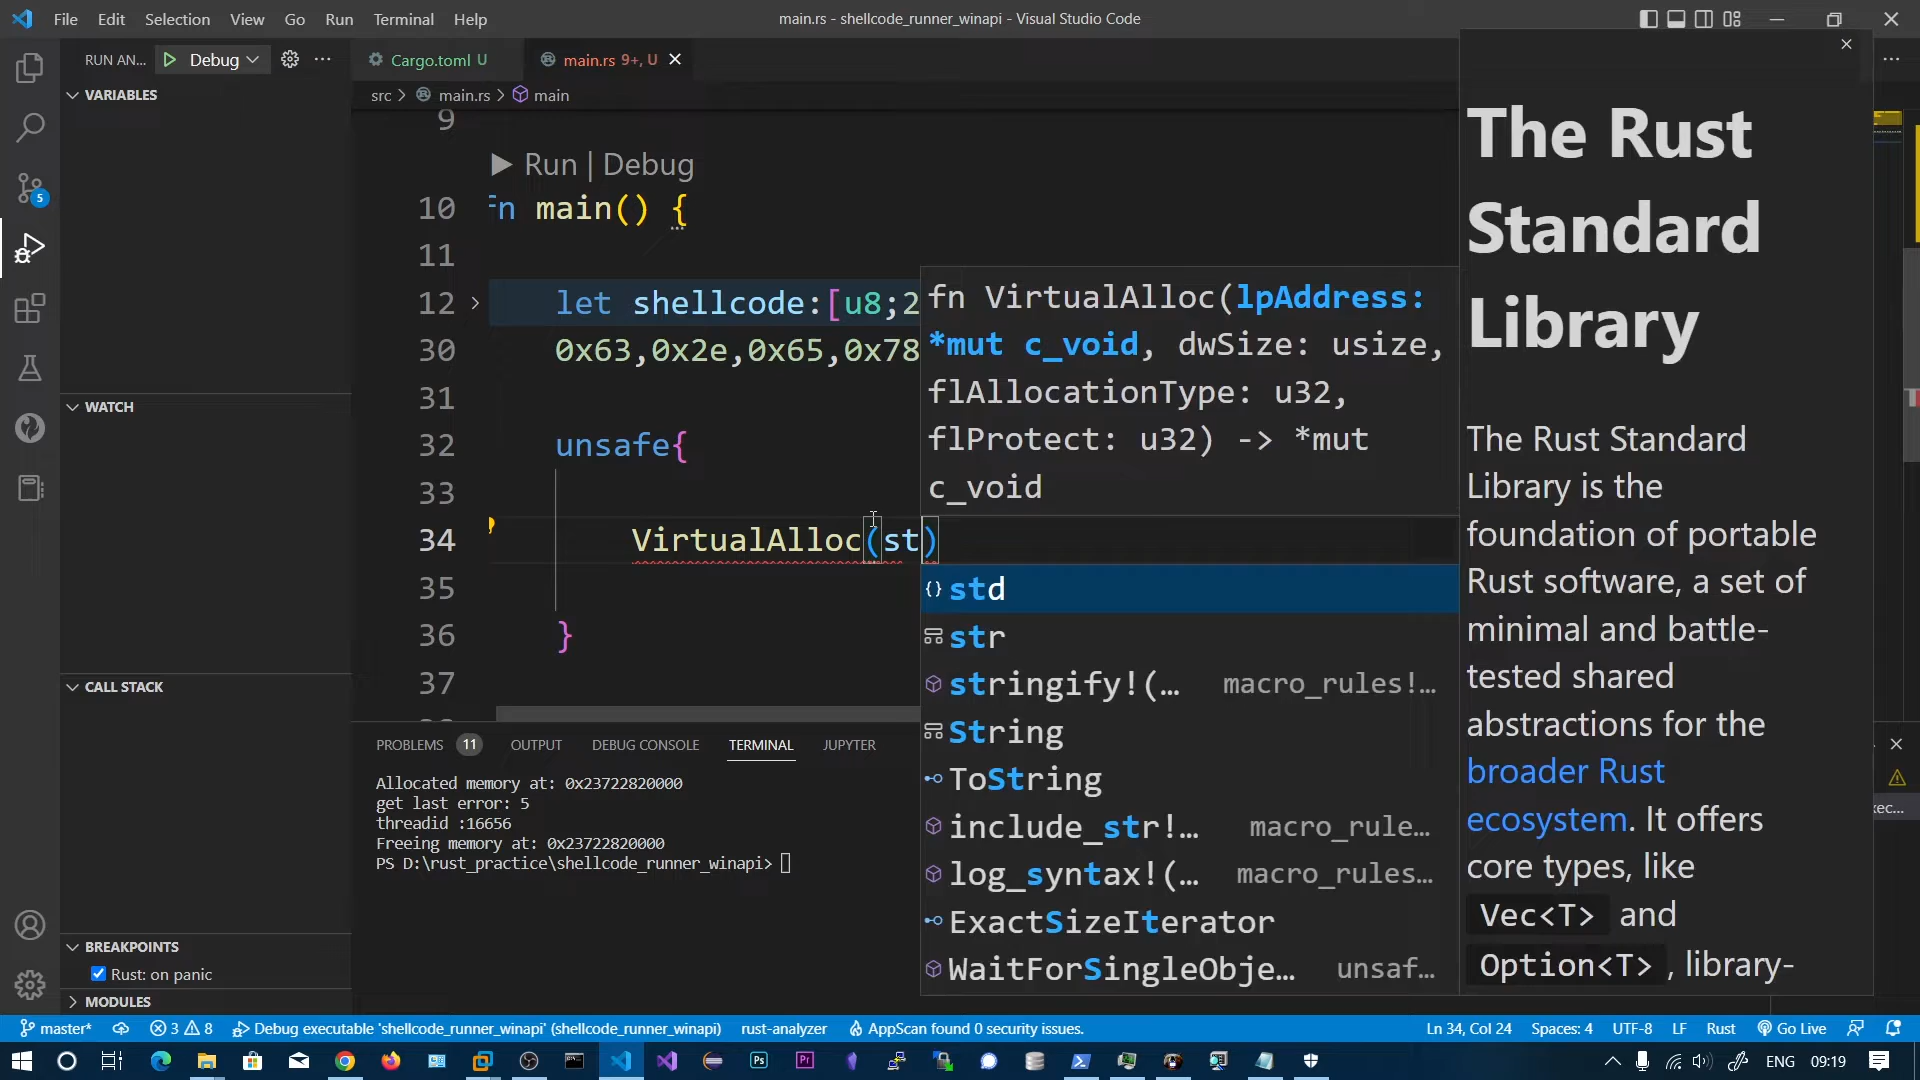 File Edit Selection View Go Run Terminal Help
main.rs - shellcode_runner_winapi - Visual Studio Code
RUN AN... Debug
Cargo.toml U
main.rs 9+, U
src > main.rs > main
VARIABLES
WATCH
CALL STACK
BREAKPOINTS
Rust: on panic
MODULES
5
9
Run | Debug
10 fn main() {
11
12 let shellcode:[u8;2
30 0x63,0x2e,0x65,0x78
31
32 unsafe{
33
34 VirtualAlloc(st)
35
36 }
37
fn VirtualAlloc(lpAddress:
*mut c_void, dwSize: usize,
flAllocationType: u32,
flProtect: u32) -> *mut
c_void
std
str
stringify!(… macro_rules!…
String
ToString
include_str!… macro_rule…
log_syntax!(… macro_rules…
ExactSizeIterator
WaitForSingleObje… unsaf…
The Rust
Standard
Library
The Rust Standard
Library is the
foundation of portable
Rust software, a set of
minimal and battle-
tested shared
abstractions for the
broader Rust
ecosystem. It offers
core types, like
Vec<T> and
Option<T>, library-
PROBLEMS 11 OUTPUT DEBUG CONSOLE TERMINAL JUPYTER
Allocated memory at: 0x23722820000
get last error: 5
threadid :16656
Freeing memory at: 0x23722820000
PS D:\rust_practice\shellcode_runner_winapi>
xec...
master* 3 8 Debug executable 'shellcode_runner_winapi' (shellcode_runner_winapi) rust-analyzer AppScan found 0 security issues.
Ln 34, Col 24 Spaces: 4 UTF-8 LF Rust Go Live
Ps Pr
ENG 09:19